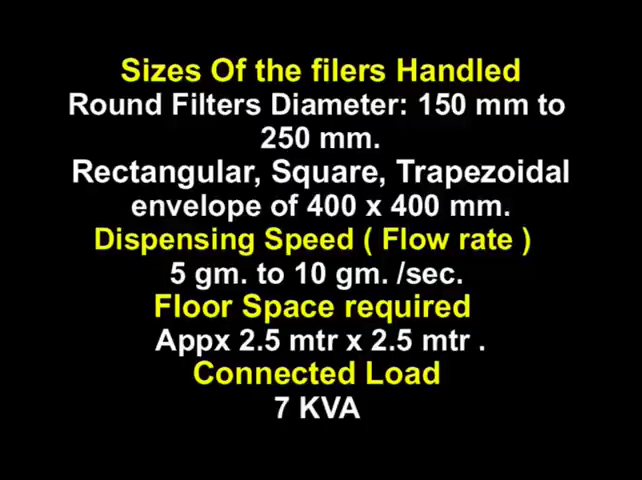 Sizes Of the filers Handled
Round Filters Diameter: 150 mm to
250 mm.
Rectangular, Square, Trapezoidal
envelope of 400 x 400 mm.
Dispensing Speed ( Flow rate )
5 gm. to 10 gm. /sec.
Floor Space required
Appx 2.5 mtr x 2.5 mtr .
Connected Load
7 KVA